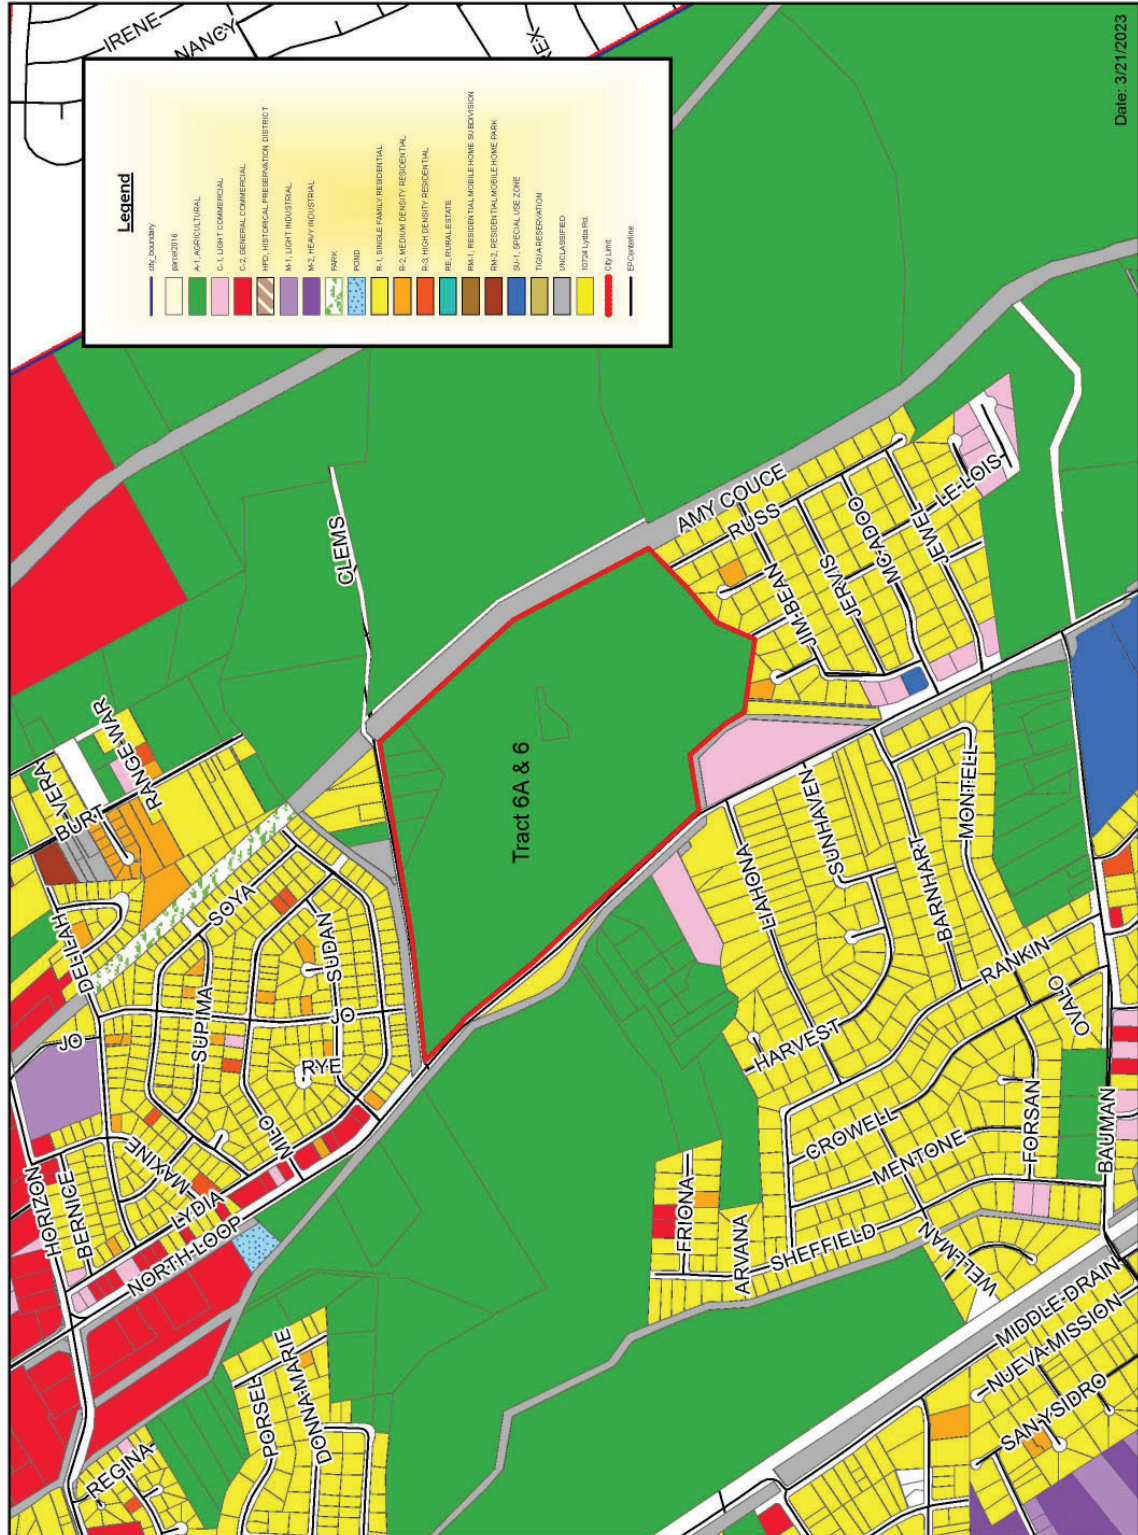 IRENE
NANCY
Legend
city_boundary
parcel2016
A-1, AGRICULTURAL
C-1, LIGHT COMMERCIAL
C-2, GENERAL COMMERCIAL
HPD, HISTORICAL PRESERVATION DISTRICT
M-1, LIGHT INDUSTRIAL
M-2, HEAVY INDUSTRIAL
PARK
POND
R-1, SINGLE FAMILY RESIDENTIAL
R-2, MEDIUM DENSITY RESIDENTIAL
R-3, HIGH DENSITY RESIDENTIAL
RE, RURAL ESTATE
RM-1, RESIDENTIAL MOBILE HOME SUBDIVISION
RM-2, RESIDENTIAL MOBILE HOME PARK
SU-1, SPECIAL USE ZONE
TIGUA RESERVATION
UNCLASSIFIED
10724 Lydia Rd.
City Limit
EPCenterline
Date: 3/21/2023
CLEMS
VERA
BURT
RANGE WAR
DELILAH
JO
SOYA
SUPIMA
SUDAN
JO
RYE
MILO
MAXINE
HORIZON
BERNICE
LYDIA
NORTH LOOP
REGINA
PORSEL
DONNA MARIE
Tract 6A & 6
AMY COUCE
RUSS
JIM BEAN
JERVIS
MC ADOO
JEWEL
LE LOIS
LIAHONA
SUNHAVEN
MONTELL
BARNHART
HARVEST
RANKIN
OVALO
CROWELL
FORSAN
MENTONE
BAUMAN
FRIONA
ARVANA
SHEFFIELD
WELLMAN
MIDDLE DRAIN
NUEVA MISSION
SAN YSIDRO